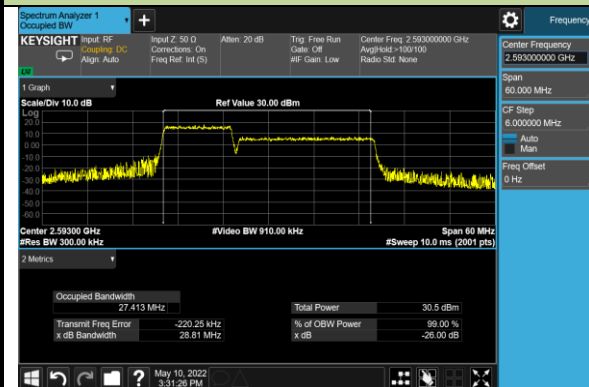 Spectrum Analyzer 1
Occupied BW
Frequency
KEYSIGHT
Input: RF
Coupling: DC
Align: Auto
Input Z: 50 Ω
Corrections: On
Freq Ref: Int (S)
Atten: 20 dB
Trig: Free Run
Gate: Off
#IF Gain: Low
Center Freq: 2.593000000 GHz
Avg|Hold:>100/100
Radio Std: None
Center Frequency
2.593000000 GHz
Span
60.000 MHz
CF Step
6.000000 MHz
Auto
Man
Freq Offset
0 Hz
1 Graph
Scale/Div 10.0 dB
Ref Value 30.00 dBm
Log
20.0
10.0
0.00
-10.0
-20.0
-30.0
-40.0
-50.0
-60.0
Center 2.59300 GHz
#Video BW 910.00 kHz
Span 60 MHz
#Res BW 300.00 kHz
#Sweep 10.0 ms (2001 pts)
2 Metrics
Occupied Bandwidth
27.413 MHz
Total Power
30.5 dBm
Transmit Freq Error
-220.25 kHz
% of OBW Power
99.00 %
x dB Bandwidth
28.81 MHz
x dB
-26.00 dB
?
May 10, 2022
3:31:26 PM